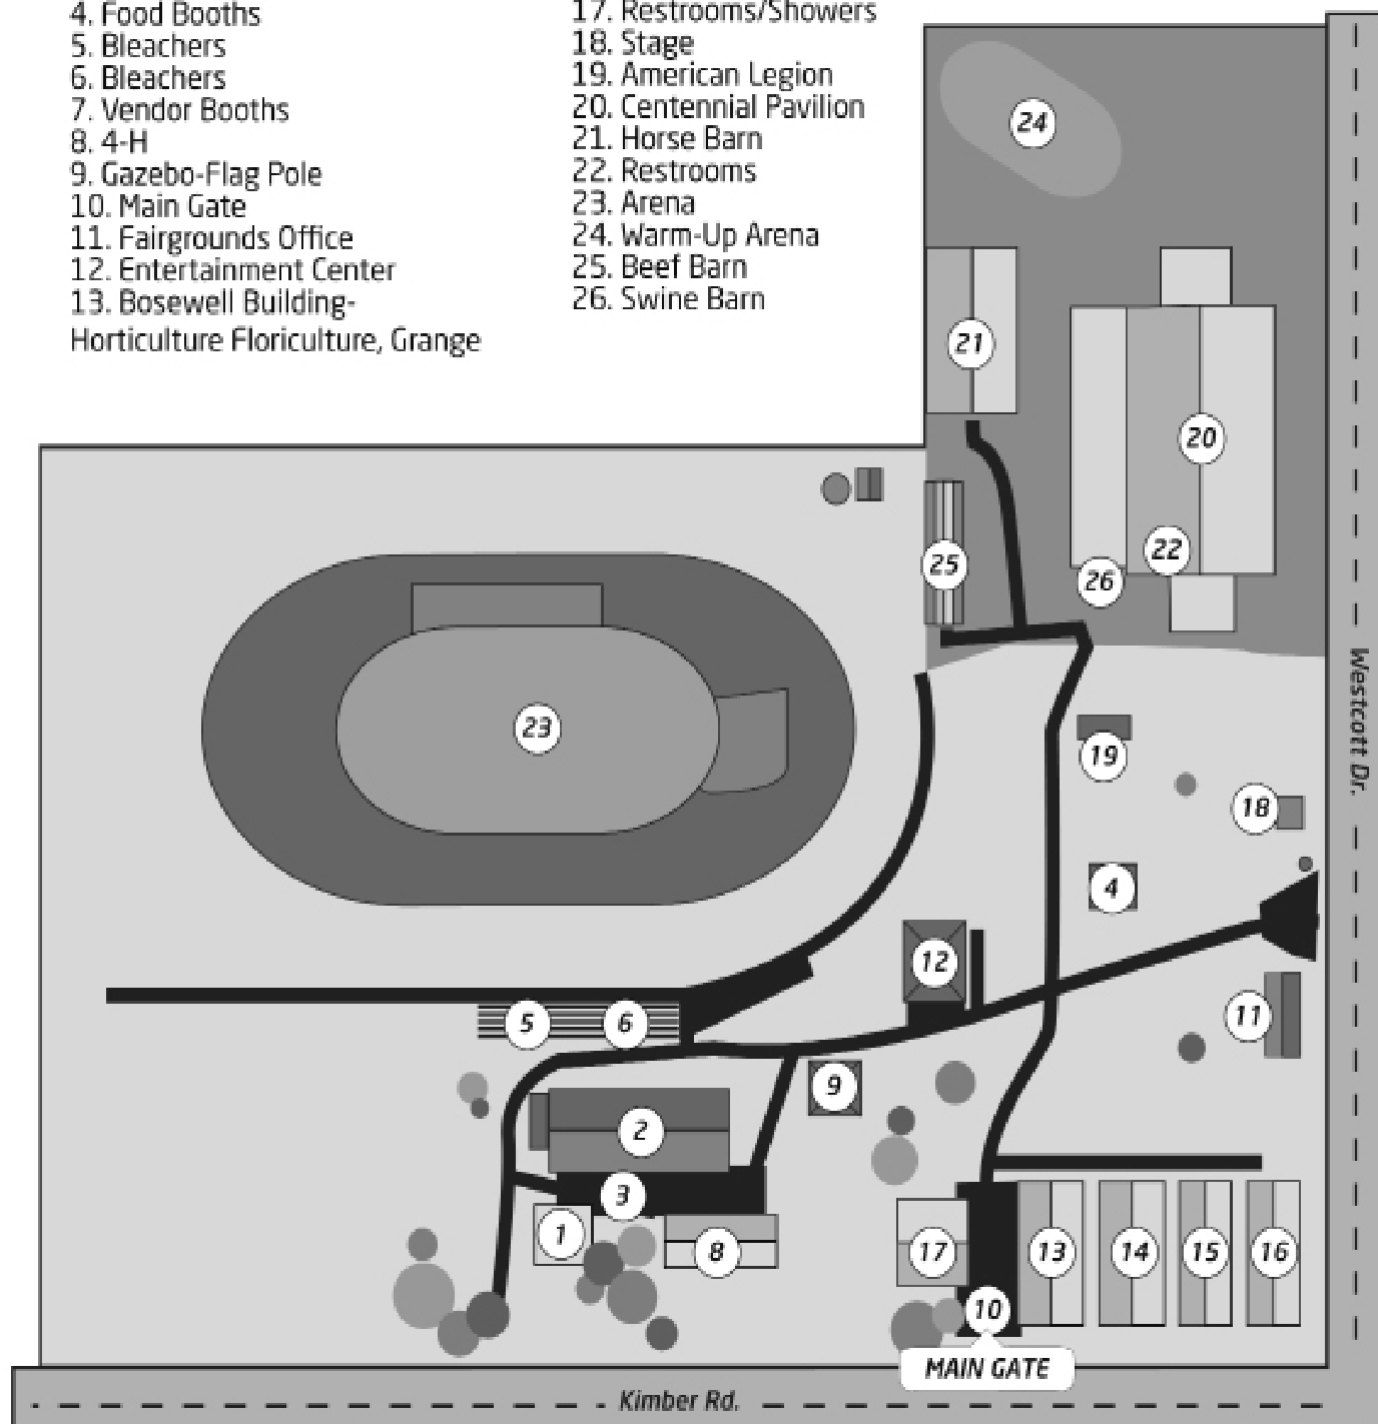 4. Food Booths
5. Bleachers
6. Bleachers
7. Vendor Booths
8. 4-H
9. Gazebo-Flag Pole
10. Main Gate
11. Fairgrounds Office
12. Entertainment Center
13. Bosewell Building-
Horticulture Floriculture, Grange
17. Restrooms/Showers
18. Stage
19. American Legion
20. Centennial Pavilion
21. Horse Barn
22. Restrooms
23. Arena
24. Warm-Up Arena
25. Beef Barn
26. Swine Barn
24
21
20
22
25
26
23
19
18
4
12
11
5
6
9
2
3
1
8
17
13
14
15
16
10
MAIN GATE
Kimber Rd.
Westcott Dr.